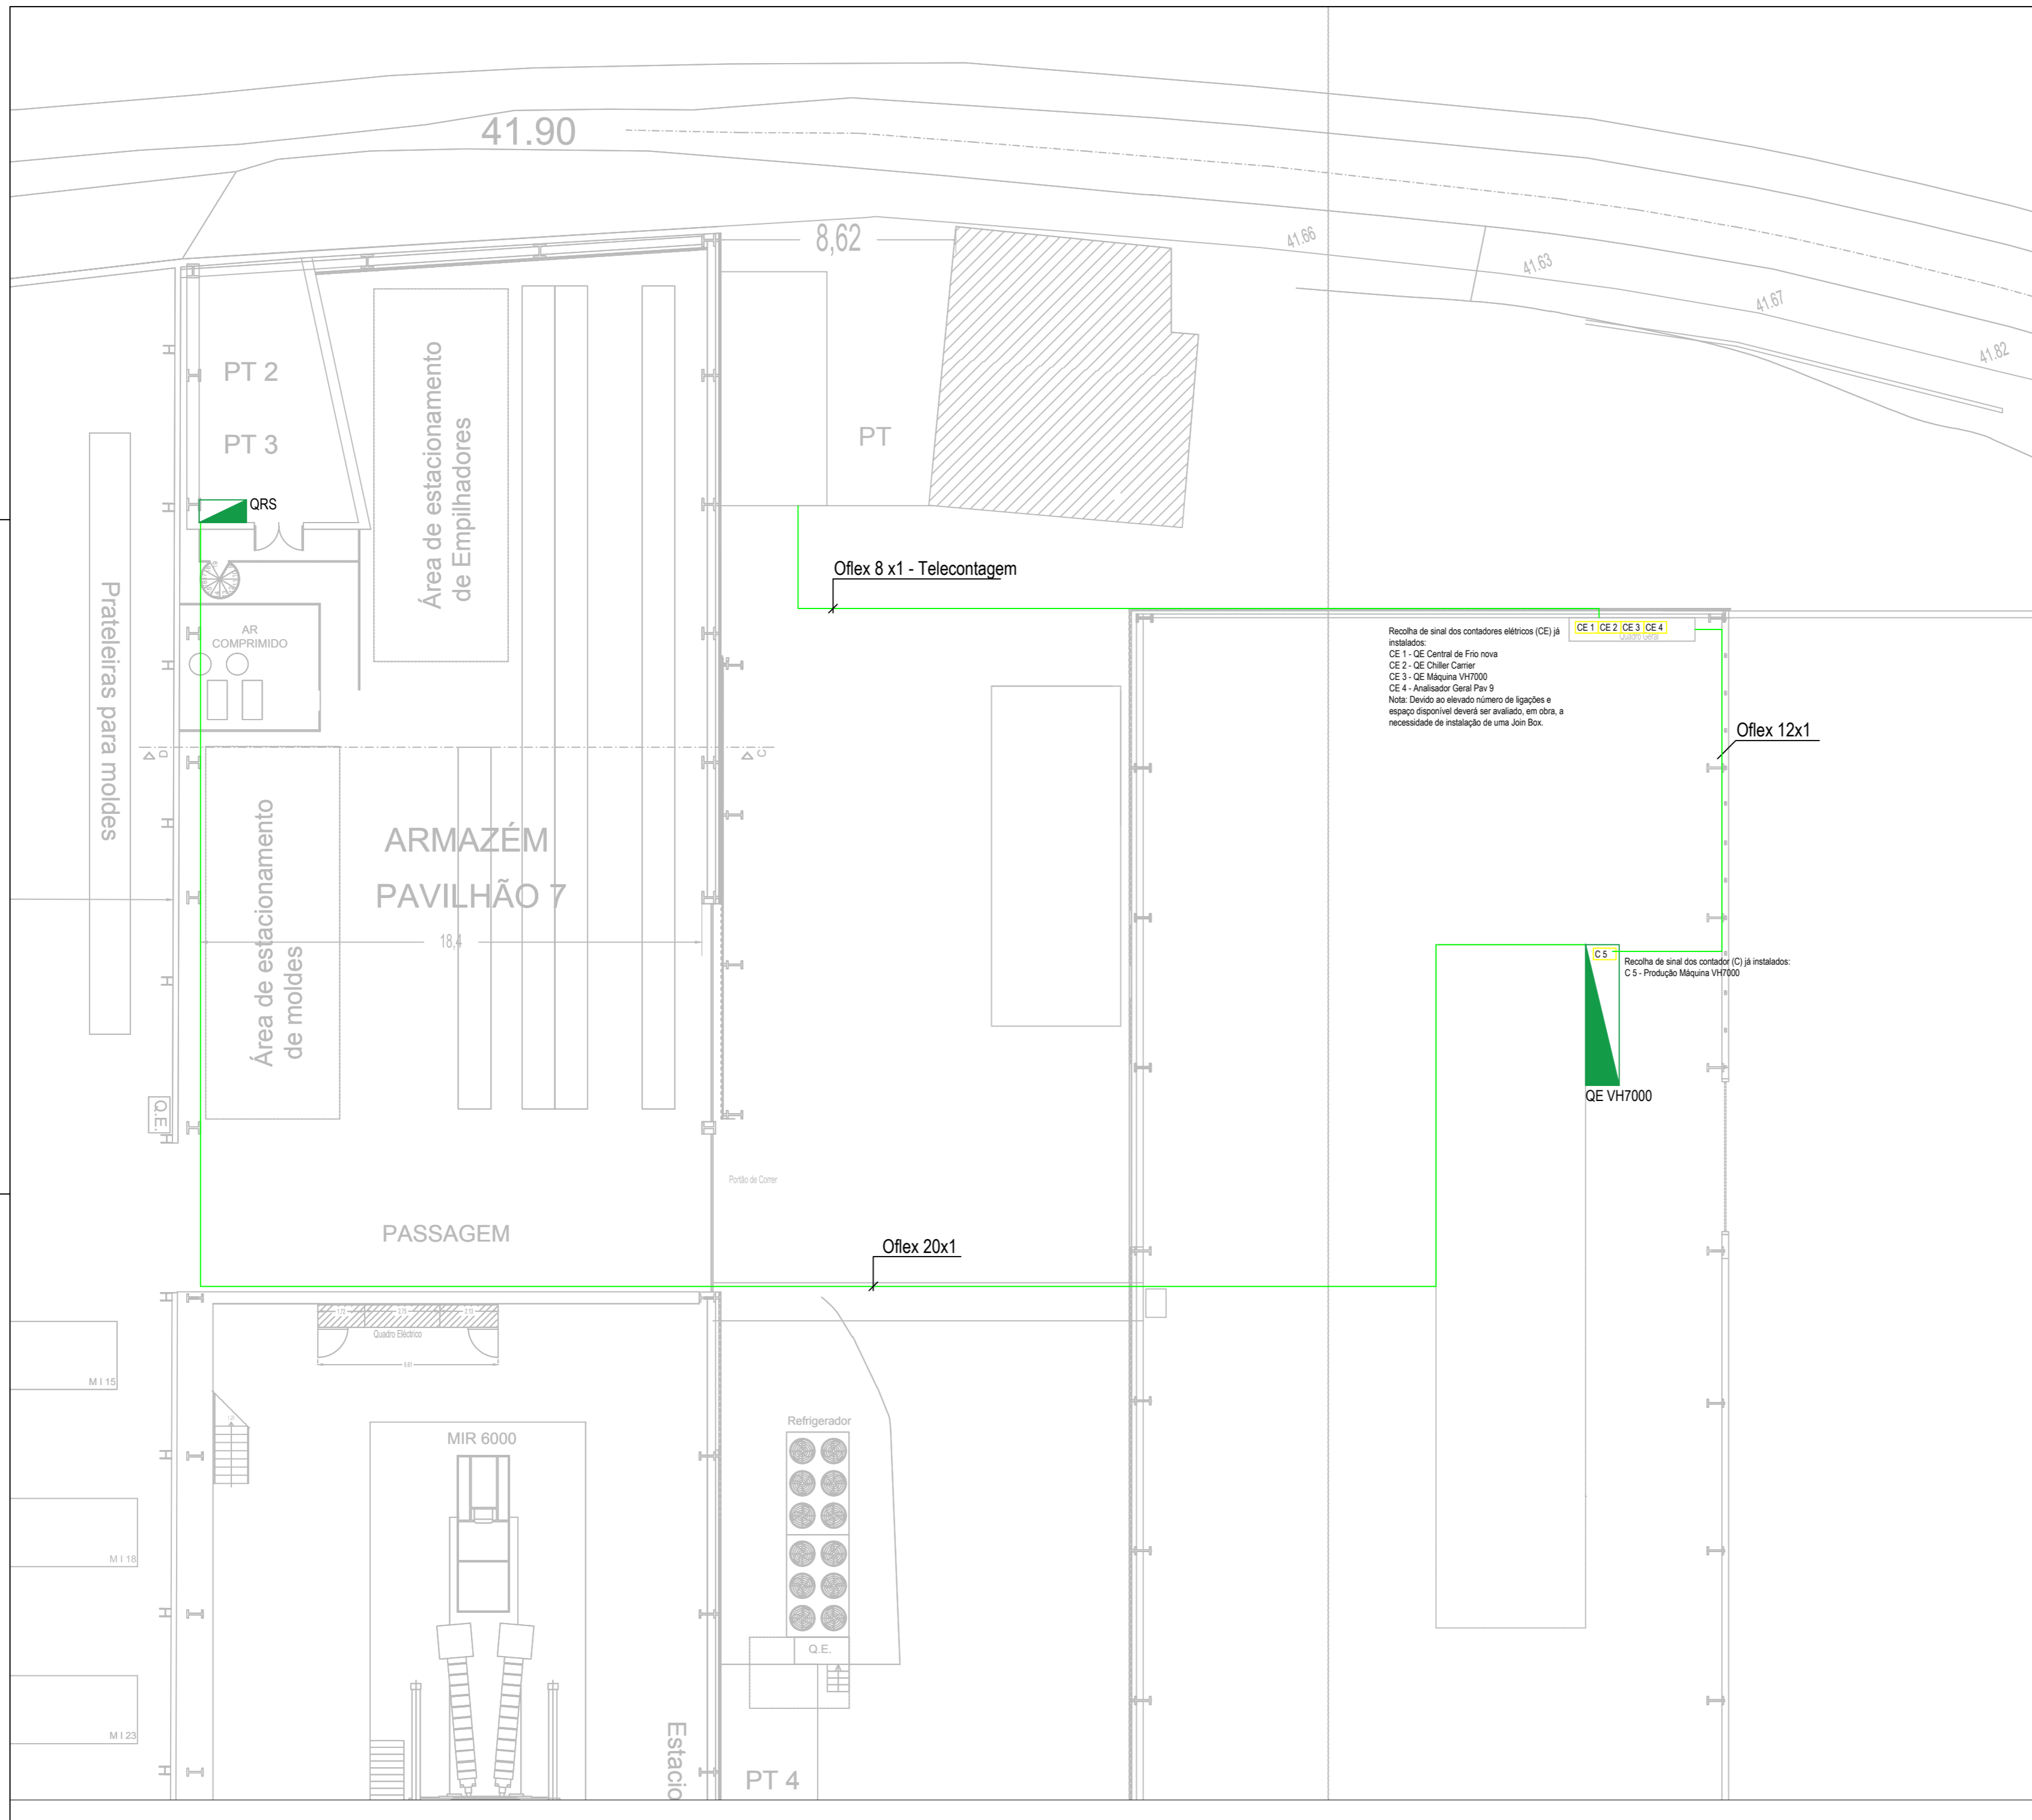 41.90
8,62
41.66
41.63
41.67
41.82
PT 2
PT 3
PT
Área de estacionamento
de Empilhadores
QRS
Oflex 8 x1 - Telecontagem
Prateleiras para moldes
AR
COMPRIMIDO
CE 1 CE 2 CE 3 CE 4
Quadro Geral
Recolha de sinal dos contadores elétricos (CE) já
instalados:
CE 1 - QE Central de Frio nova
CE 2 - QE Chiller Carrier
CE 3 - QE Máquina VH7000
CE 4 - Analisador Geral Pav 9
Nota: Devido ao elevado número de ligações e
espaço disponível deverá ser avaliado, em obra, a
necessidade de instalação de uma Join Box.
Oflex 12x1
D
C
ARMAZÉM
PAVILHÃO 7
Área de estacionamento
de moldes
18,4
C 5
Recolha de sinal dos contador (C) já instalados:
C 5 - Produção Máquina VH7000
QE VH7000
Q.E.
Portão de Correr
PASSAGEM
Oflex 20x1
Quadro Eléctrico
M I 15
MIR 6000
Refrigerador
M I 18
Q.E.
M I 23
Estacio
PT 4